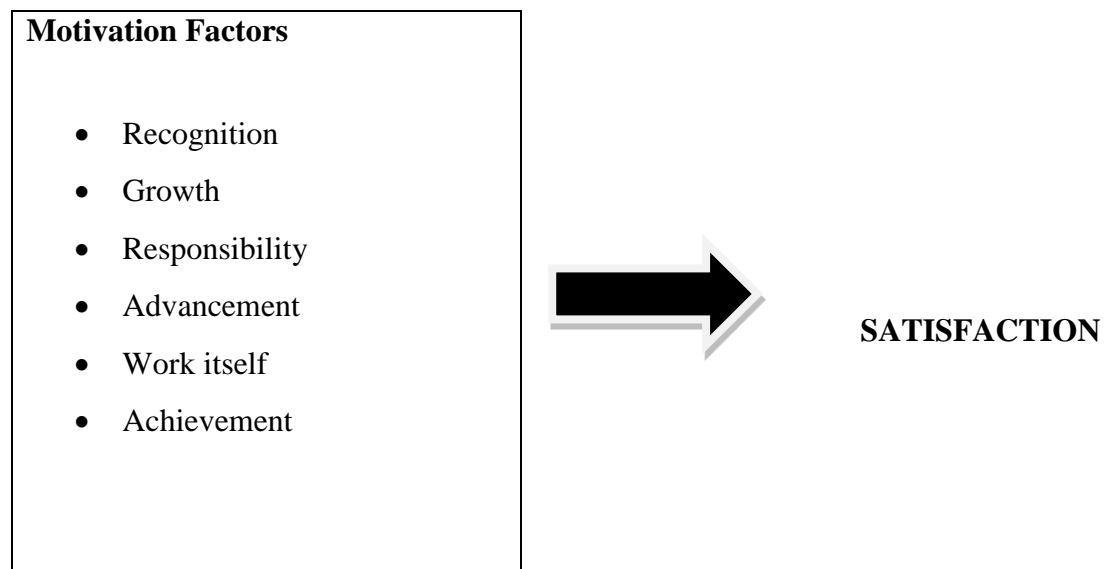 Motivation Factors
• Recognition
• Growth
• Responsibility
• Advancement
• Work itself
• Achievement
SATISFACTION